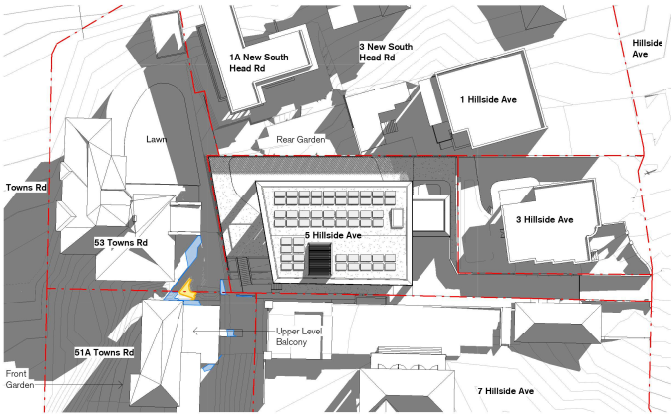 1A New South
Head Rd
3 New South
Head Rd
Hillside
Ave
1 Hillside Ave
Lawn
Rear Garden
Towns Rd
3 Hillside Ave
5 Hillside Ave
53 Towns Rd
Upper Level
Balcony
51A Towns Rd
Front
Garden
7 Hillside Ave